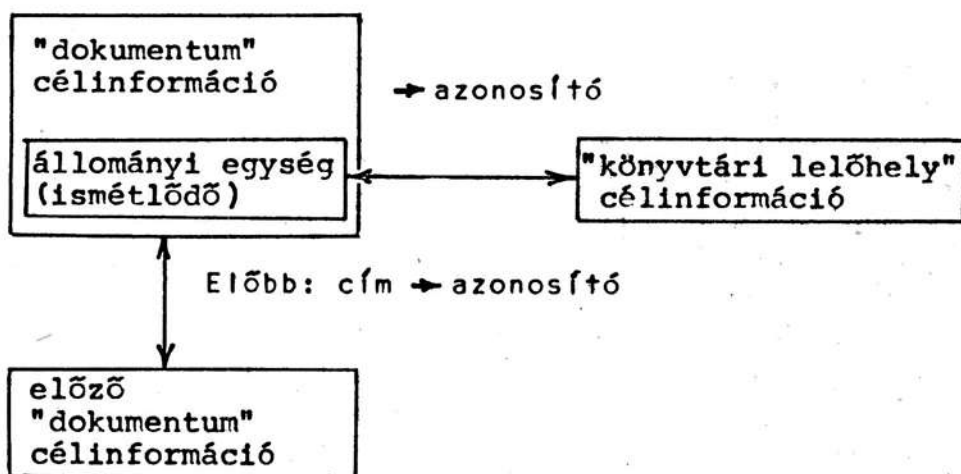 "dokumentum"
célinformáció
→ azonosító
állományi egység
(ismétlődő)
"könyvtári lelőhely"
célinformáció
Előbb: cím → azonosító
előző
"dokumentum"
célinformáció